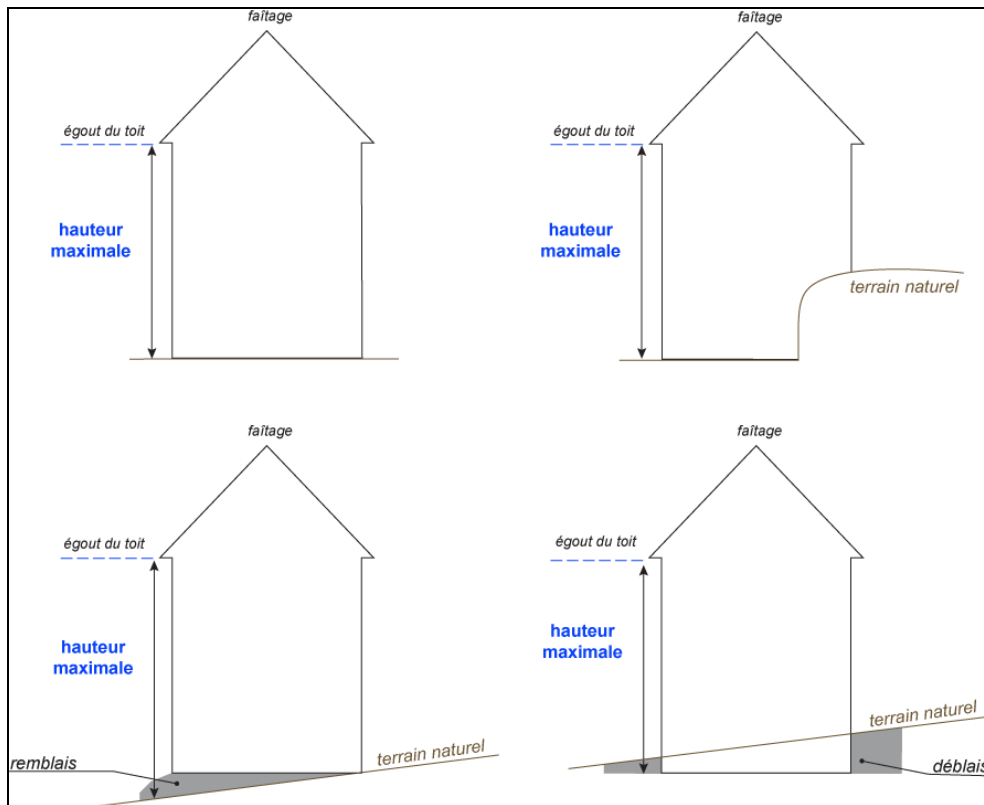 faîtage
égout du toit
hauteur
maximale
faîtage
égout du toit
hauteur
maximale
terrain naturel
faîtage
égout du toit
hauteur
maximale
terrain naturel
remblais
faîtage
égout du toit
hauteur
maximale
terrain naturel
déblais